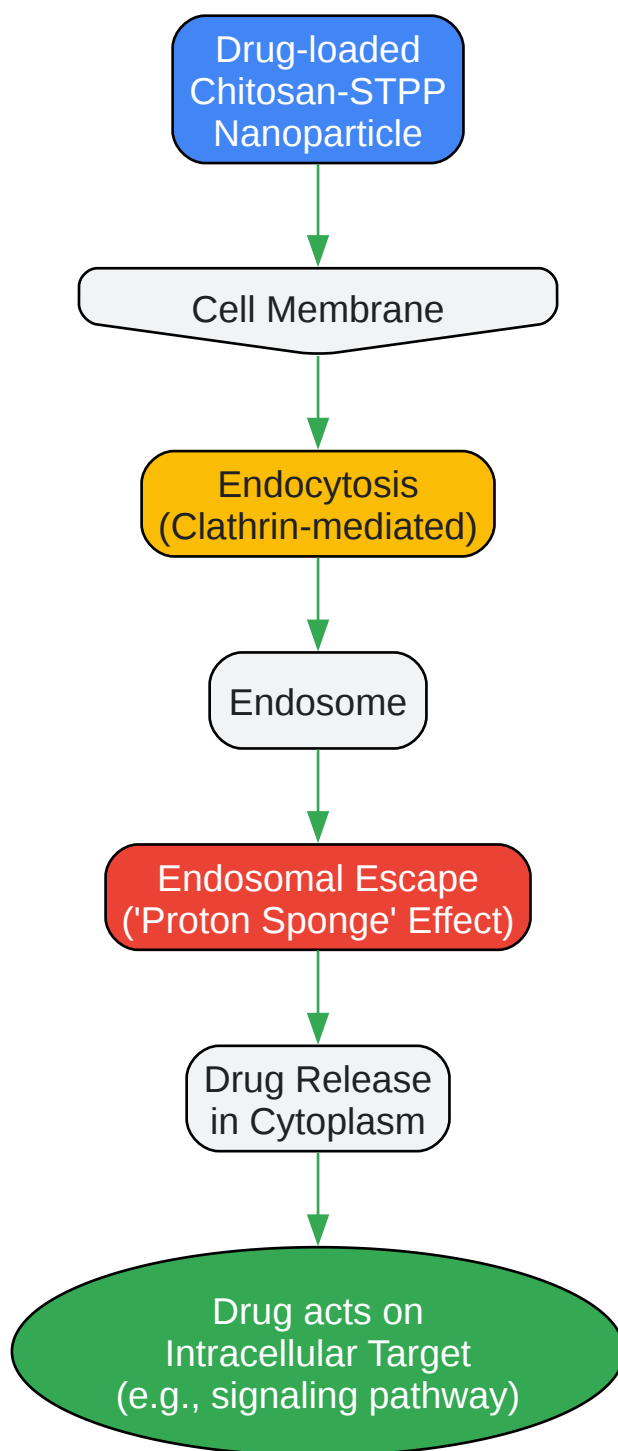 Drug-loaded
Chitosan-STPP
Nanoparticle
Cell Membrane
Endocytosis
(Clathrin-mediated)
Endosome
Endosomal Escape
('Proton Sponge' Effect)
Drug Release
in Cytoplasm
Drug acts on
Intracellular Target
(e.g., signaling pathway)